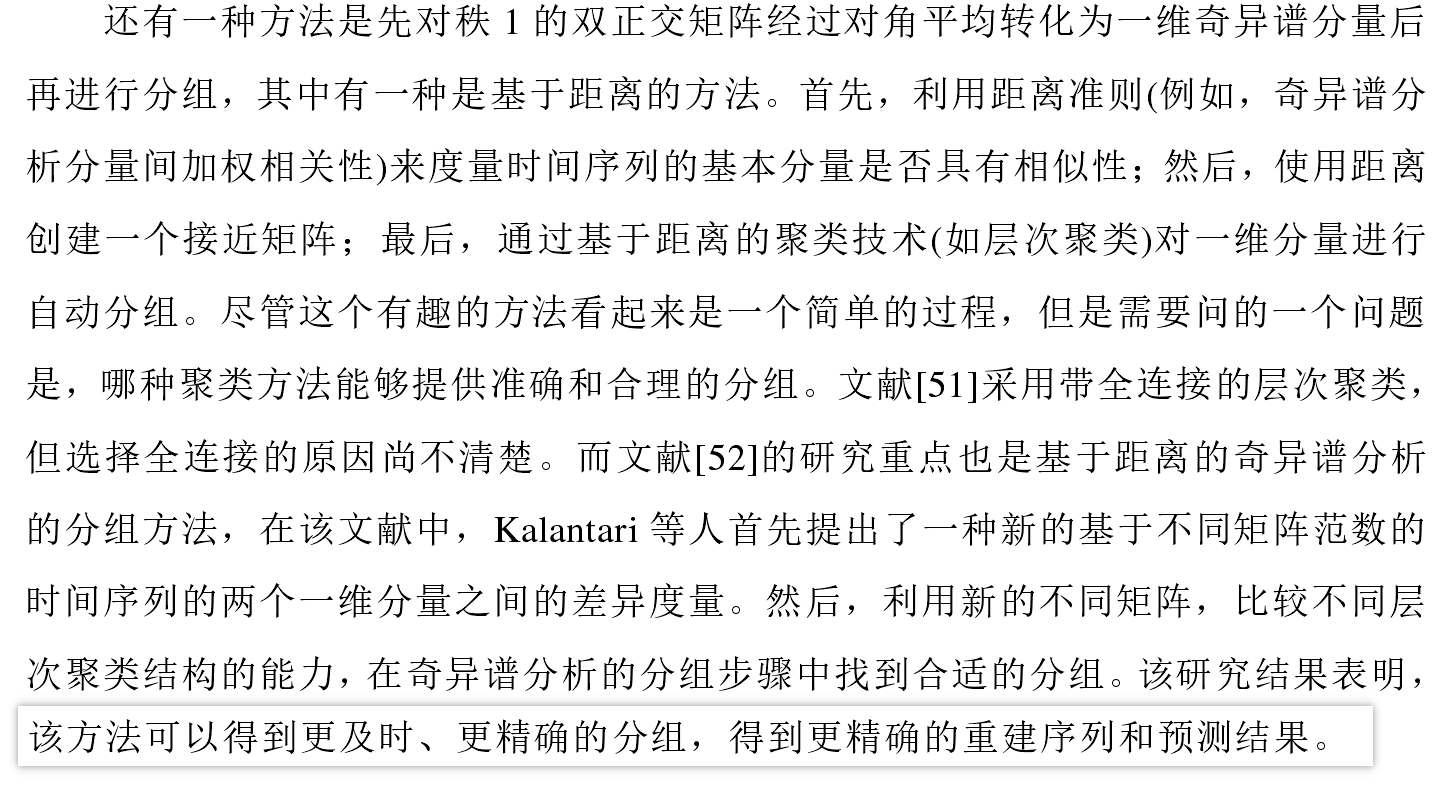 还有一种方法是先对秩 1 的双正交矩阵经过对角平均转化为一维奇异谱分量后
再进行分组，其中有一种是基于距离的方法。首先，利用距离准则(例如，奇异谱分
析分量间加权相关性)来度量时间序列的基本分量是否具有相似性；然后，使用距离
创建一个接近矩阵；最后，通过基于距离的聚类技术(如层次聚类)对一维分量进行
自动分组。尽管这个有趣的方法看起来是一个简单的过程，但是需要问的一个问题
是，哪种聚类方法能够提供准确和合理的分组。文献[51]采用带全连接的层次聚类，
但选择全连接的原因尚不清楚。而文献[52]的研究重点也是基于距离的奇异谱分析
的分组方法，在该文献中，Kalantari 等人首先提出了一种新的基于不同矩阵范数的
时间序列的两个一维分量之间的差异度量。然后，利用新的不同矩阵，比较不同层
次聚类结构的能力，在奇异谱分析的分组步骤中找到合适的分组。该研究结果表明，
该方法可以得到更及时、更精确的分组，得到更精确的重建序列和预测结果。